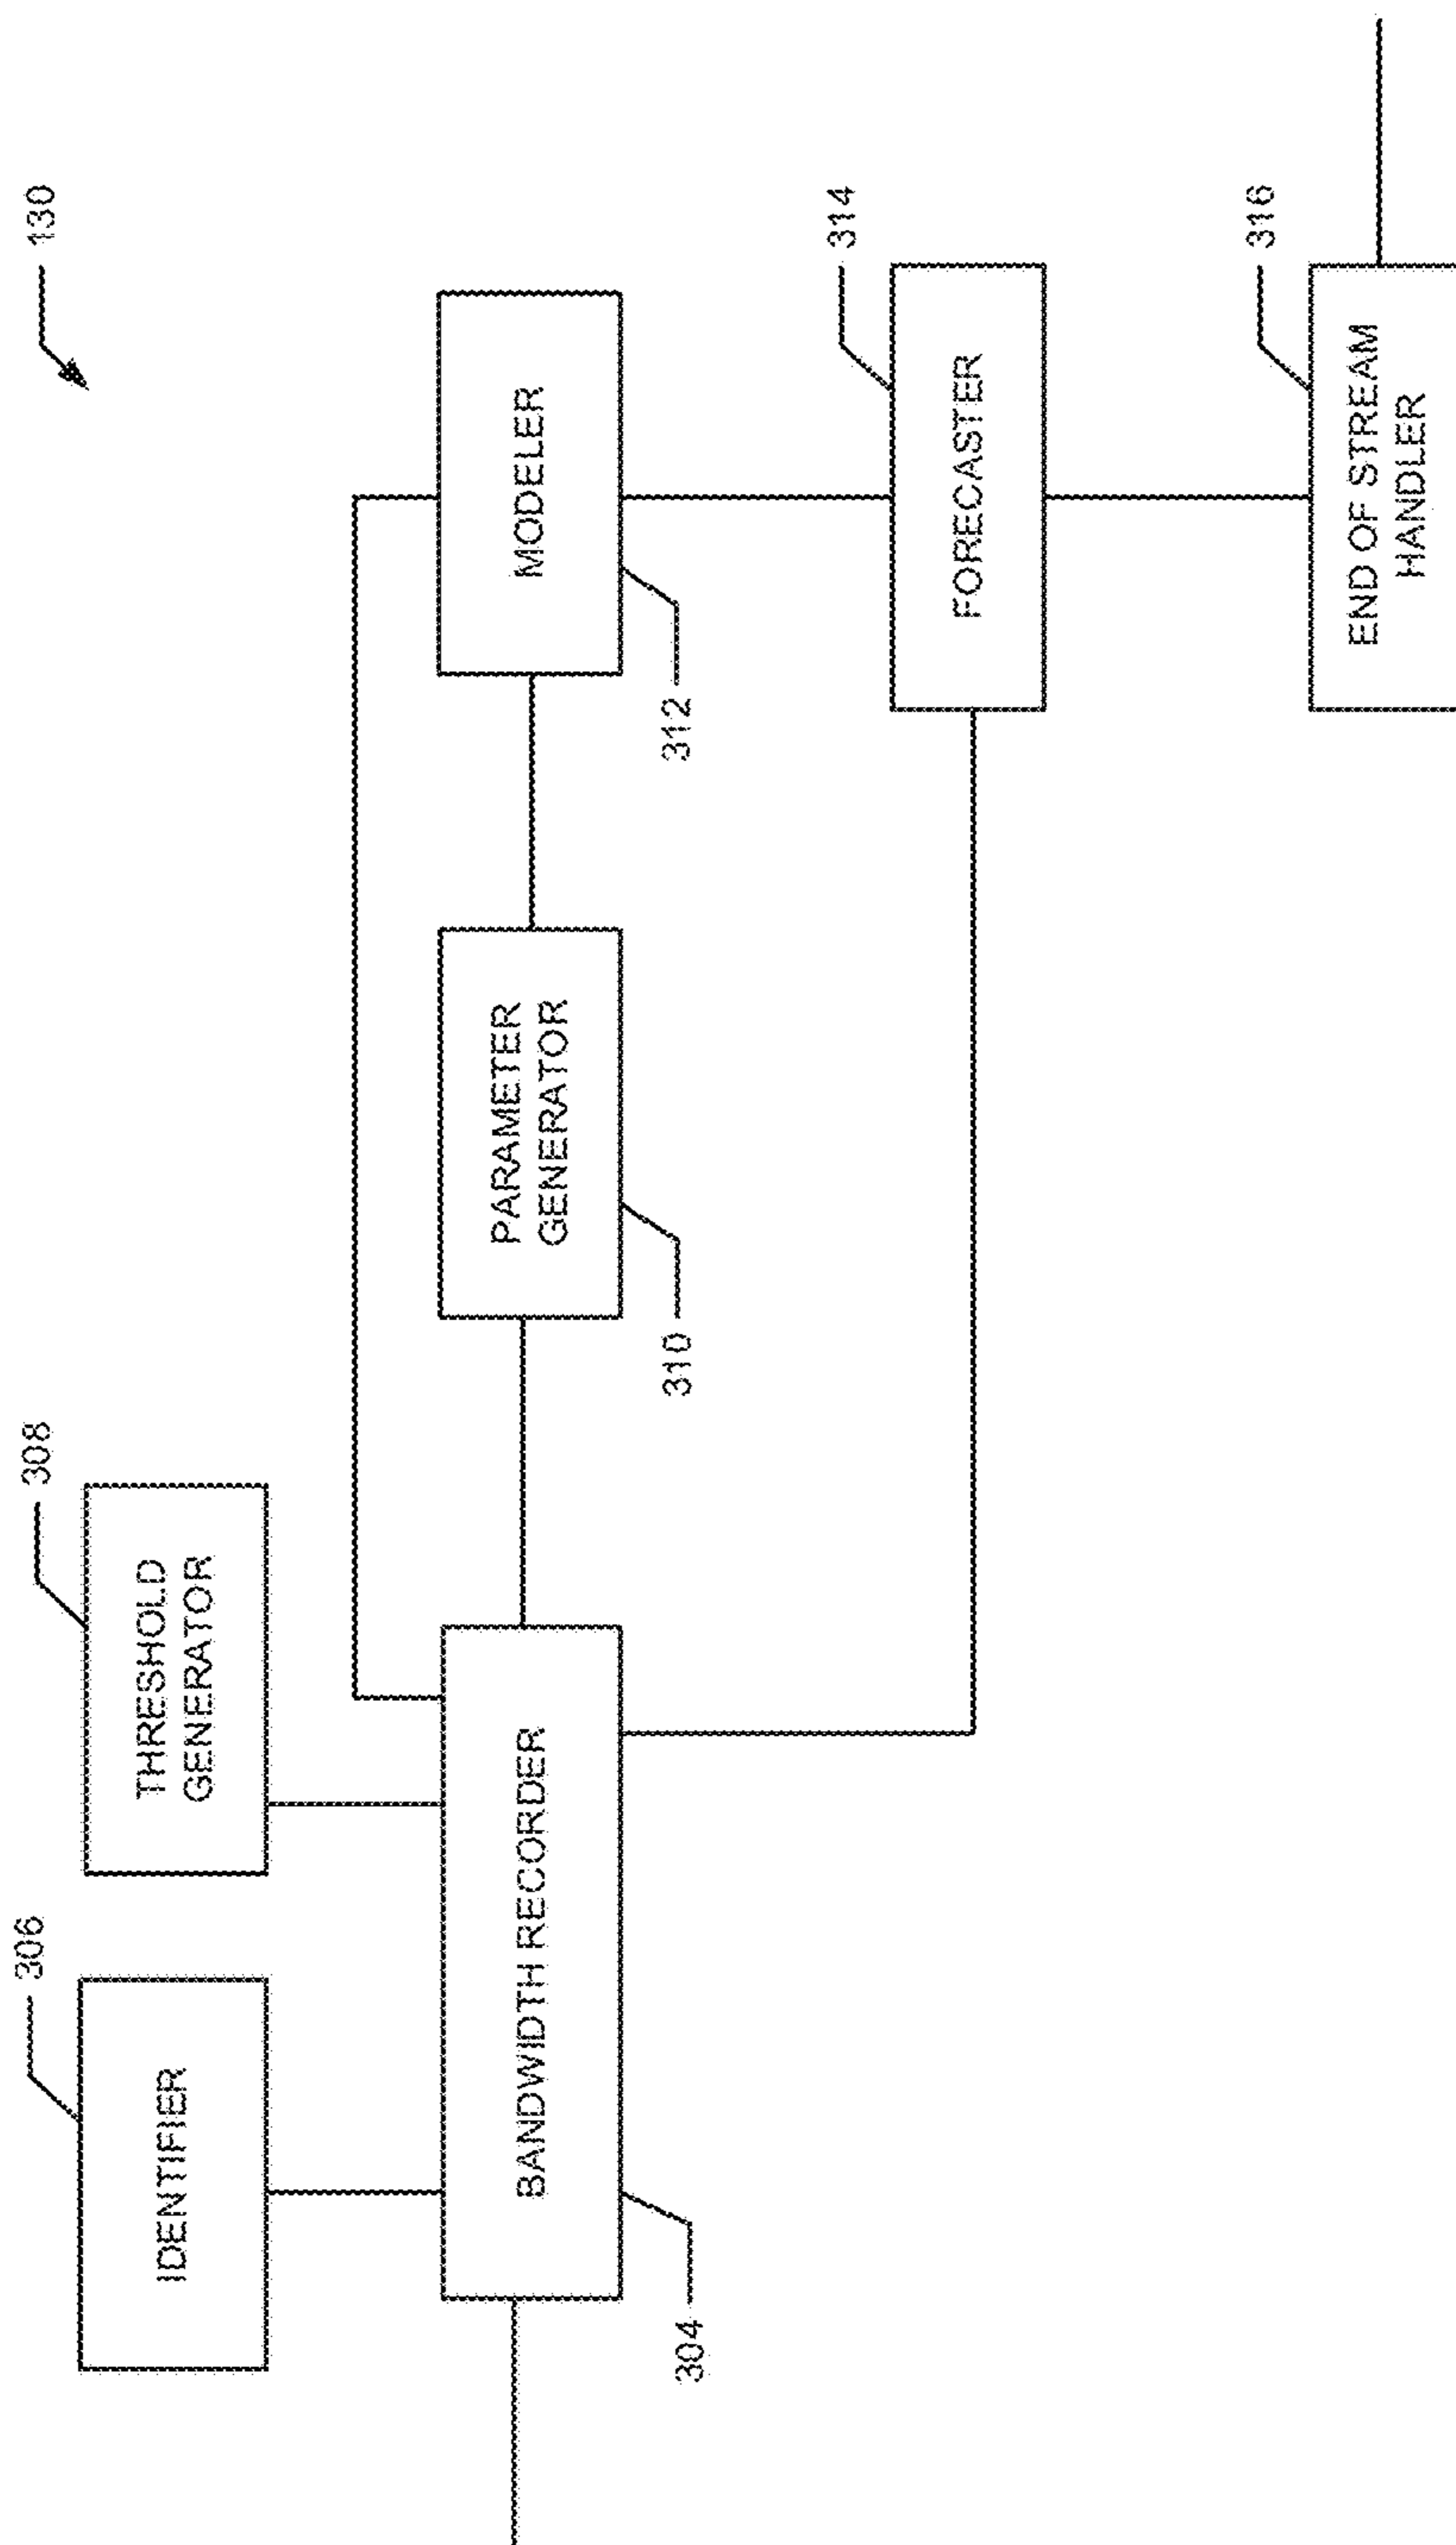 130
306
308
IDENTIFIER
THRESHOLD
GENERATOR
BANDWIDTH RECORDER
304
PARAMETER
GENERATOR
310
MODELER
312
314
FORECASTER
316
END OF STREAM
HANDLER